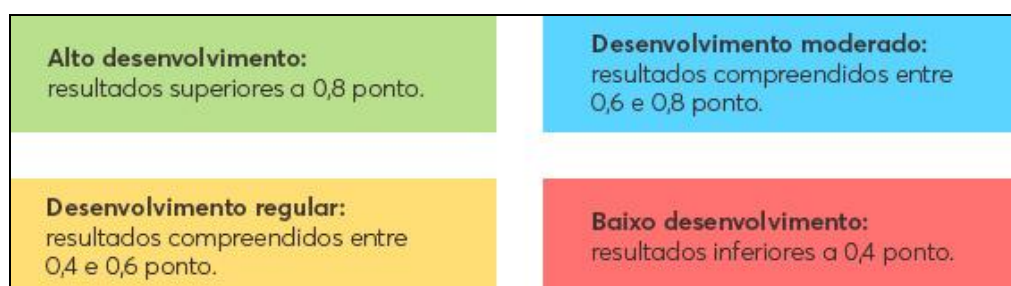 Alto desenvolvimento:
resultados superiores a 0,8 ponto.
Desenvolvimento moderado:
resultados compreendidos entre
0,6 e 0,8 ponto.
Desenvolvimento regular:
resultados compreendidos entre
0,4 e 0,6 ponto.
Baixo desenvolvimento:
resultados inferiores a 0,4 ponto.